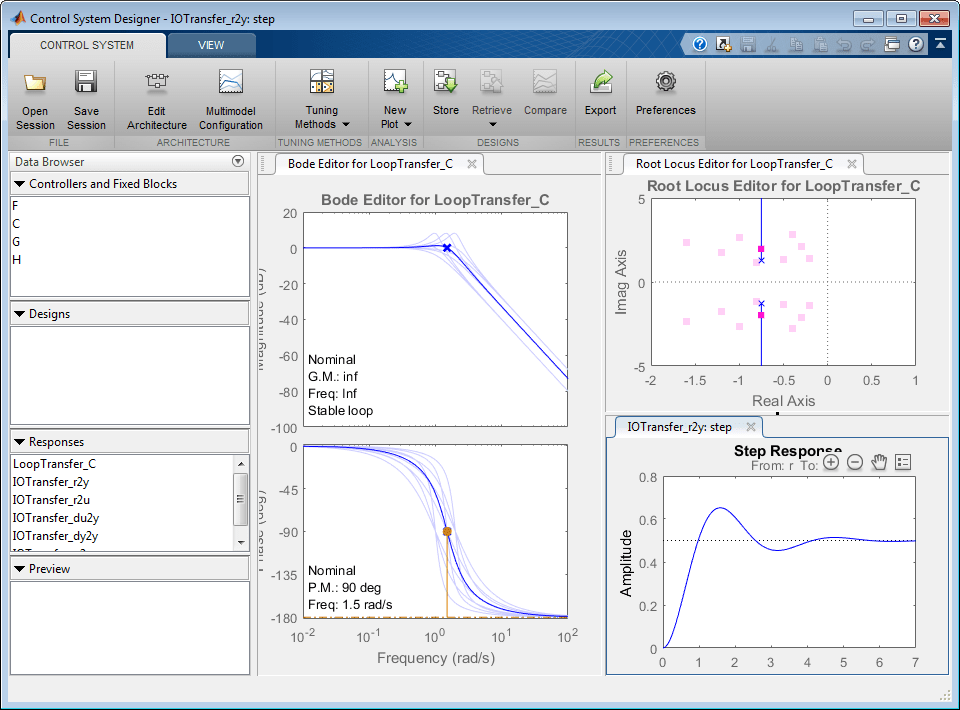 Control System Designer - IOTransfer_r2y: step
CONTROL SYSTEM
VIEW
Open Session
Save Session
Edit Architecture
Multimodel Configuration
Tuning Methods
New Plot
Store
Retrieve
Compare
Export
Preferences
FILE
ARCHITECTURE
TUNING METHODS
ANALYSIS
DESIGNS
RESULTS
PREFERENCES
Data Browser
Controllers and Fixed Blocks
F
C
G
H
Designs
Responses
LoopTransfer_C
IOTransfer_r2y
IOTransfer_r2u
IOTransfer_du2y
IOTransfer_dy2y
Preview
Bode Editor for LoopTransfer_C
Bode Editor for LoopTransfer_C
20
0
-20
-40
-60
-80
-100
Nominal
G.M.: inf
Freq: Inf
Stable loop
0
-45
-90
-135
-180
Nominal
P.M.: 90 deg
Freq: 1.5 rad/s
10^-2 10^-1 10^0 10^1 10^2
Frequency (rad/s)
Root Locus Editor for LoopTransfer_C
Root Locus Editor for LoopTransfer_C
Imag Axis
5
0
-5
-2 -1.5 -1 -0.5 0 0.5 1
Real Axis
IOTransfer_r2y: step
Step Response
From: r To:
Amplitude
0.8
0.6
0.4
0.2
0
0 1 2 3 4 5 6 7